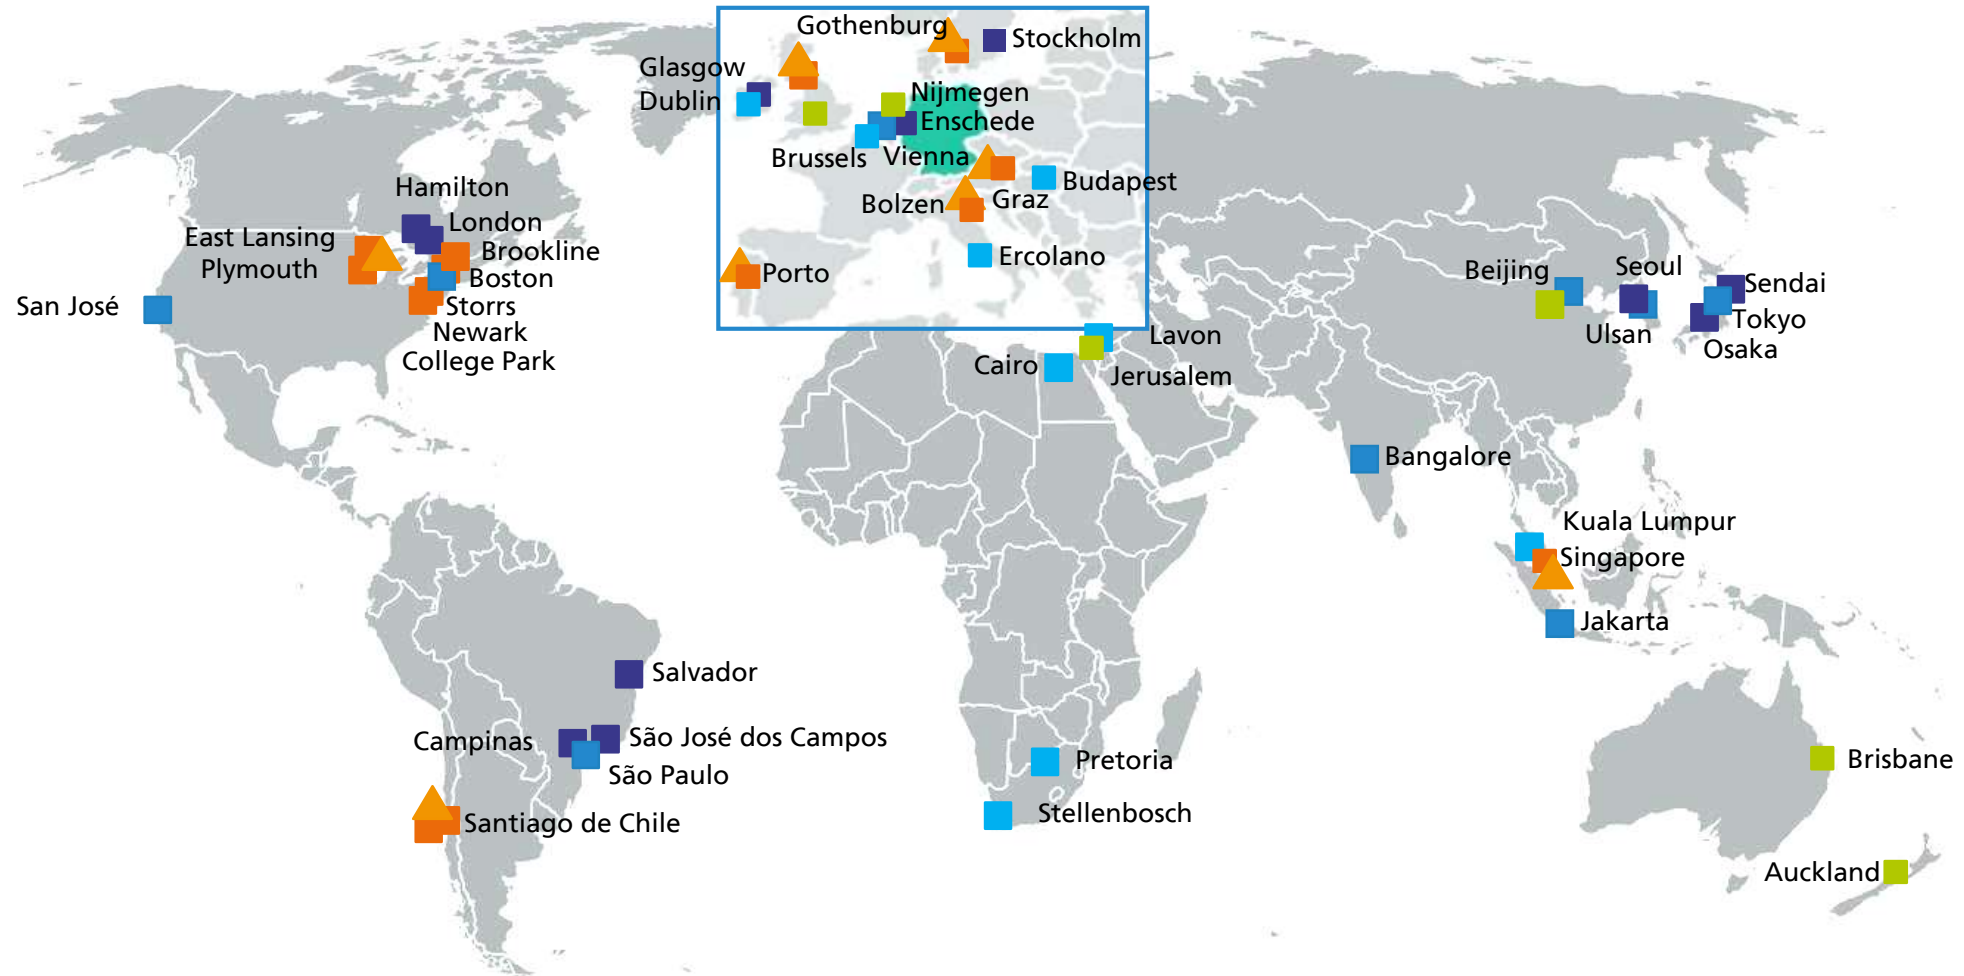 Gothenburg
Stockholm
Glasgow
Dublin
Nijmegen
Enschede
Brussels
Vienna
Budapest
Bolzen
Graz
Ercolano
Porto
Hamilton
London
East Lansing
Brookline
Plymouth
Boston
San José
Storrs
Newark
College Park
Lavon
Cairo
Jerusalem
Beijing
Seoul
Sendai
Tokyo
Ulsan
Osaka
Bangalore
Kuala Lumpur
Singapore
Jakarta
Salvador
Campinas
São José dos Campos
São Paulo
Santiago de Chile
Pretoria
Stellenbosch
Brisbane
Auckland